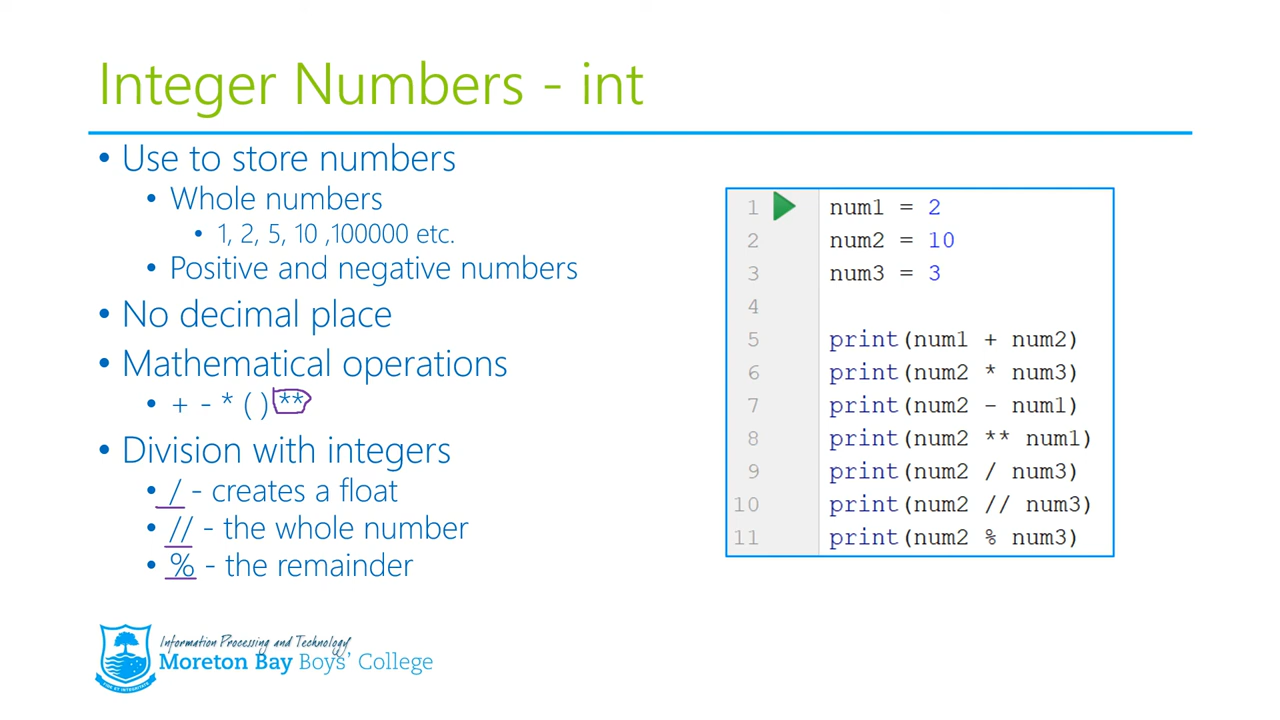 Integer Numbers - int
• Use to store numbers
• Whole numbers
• 1, 2, 5, 10 ,100000 etc.
• Positive and negative numbers
• No decimal place
• Mathematical operations
• + - * ( ) **
• Division with integers
• / - creates a float
• // - the whole number
• % - the remainder
1 num1 = 2
2 num2 = 10
3 num3 = 3
4
5 print(num1 + num2)
6 print(num2 * num3)
7 print(num2 - num1)
8 print(num2 ** num1)
9 print(num2 / num3)
10 print(num2 // num3)
11 print(num2 % num3)
Information Processing and Technology
Moreton Bay Boys' College